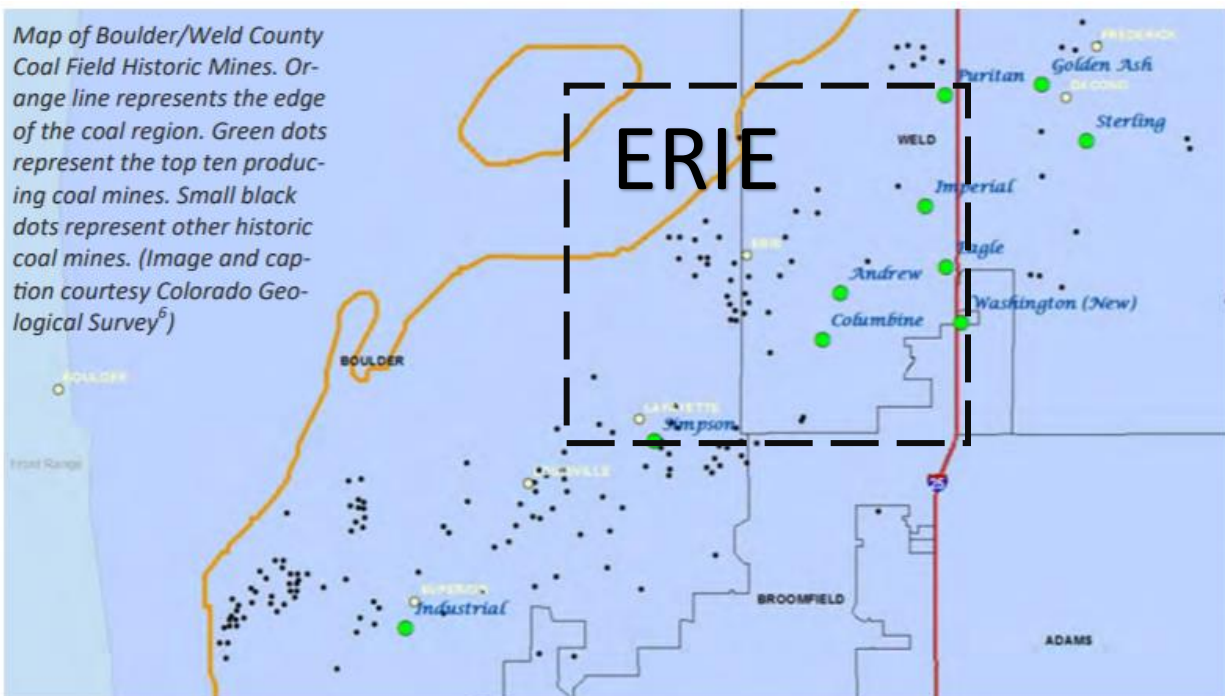 Map of Boulder/Weld County
Coal Field Historic Mines. Or-
ange line represents the edge
of the coal region. Green dots
represent the top ten produc-
ing coal mines. Small black
dots represent other historic
coal mines. (Image and cap-
tion courtesy Colorado Geo-
logical Survey6)
FREDERICK
Golden Ash
Puritan
DACONO
Sterling
WELD
ERIE
Imperial
ERIE
Eagle
Andrew
Washington (New)
Columbine
BOULDER
BOULDER
LAFAYETTE
Simpson
Front Range
LOUISVILLE
25
SUPERIOR
Industrial
BROOMFIELD
ADAMS